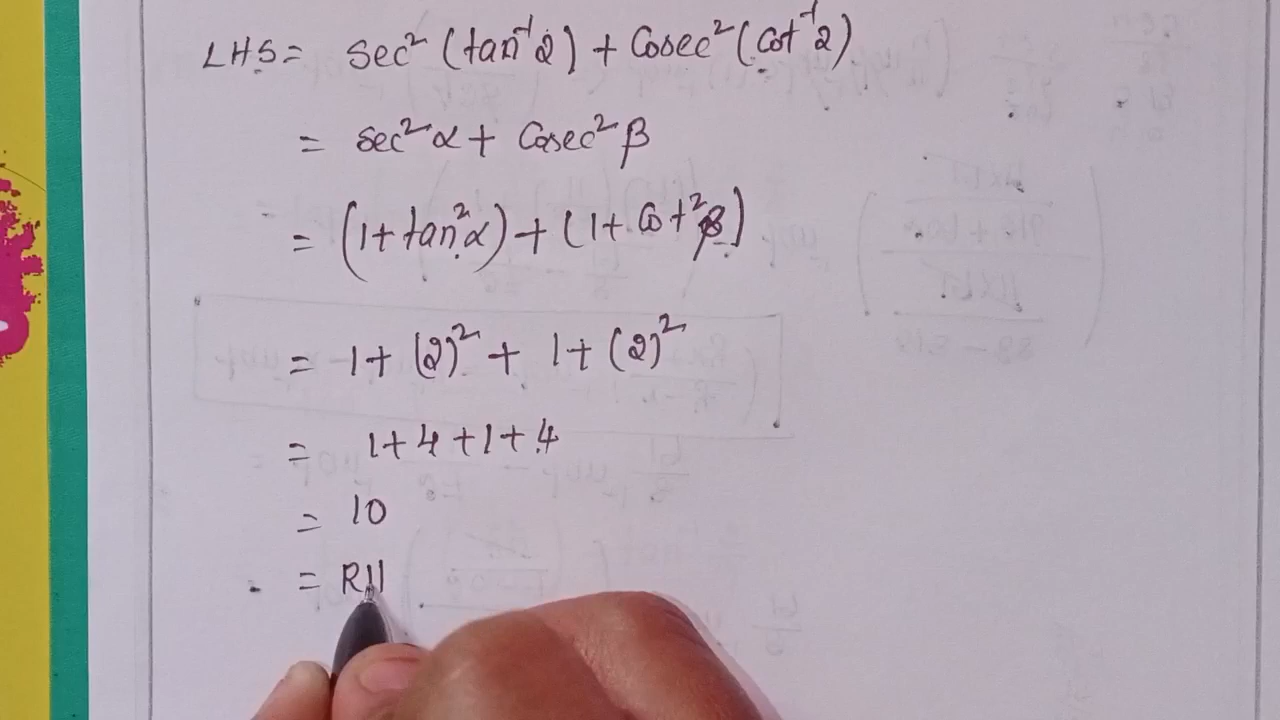 LHS = sec² (tan⁻¹2) + Cosec² (Cot⁻¹2)
= sec²α + Cosec²β
= (1+tan²α) + (1+Cot²β)
= 1+(2)² + 1+(2)²
= 1+4+1+4
= 10
= RH